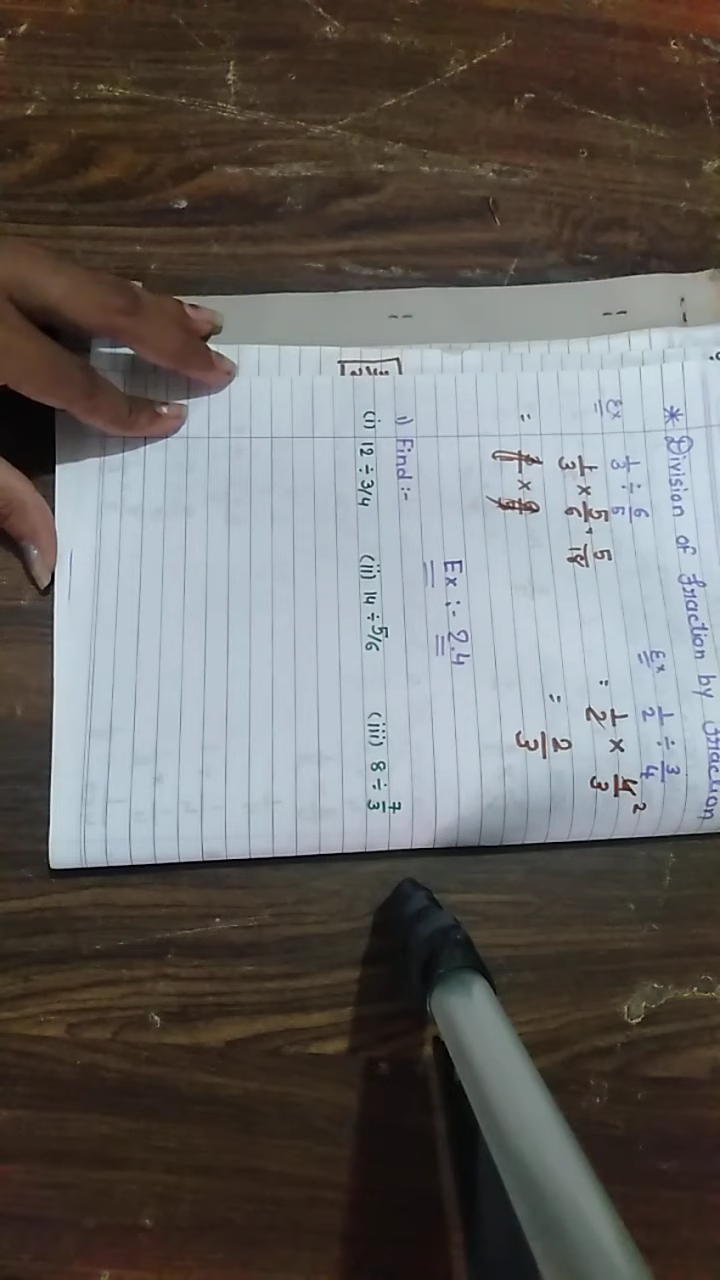 * Division of fraction by fraction
Ex 1/3 ÷ 6/5
1/3 × 5/6, 5/18
=
Ex 1/2 ÷ 3/4
= 1/2 × 4/3 2
= 2/3
Ex :- 2.4
1) Find :-
(i) 12 ÷ 3/4 (ii) 14 ÷ 5/6 (iii) 8 ÷ 7/3